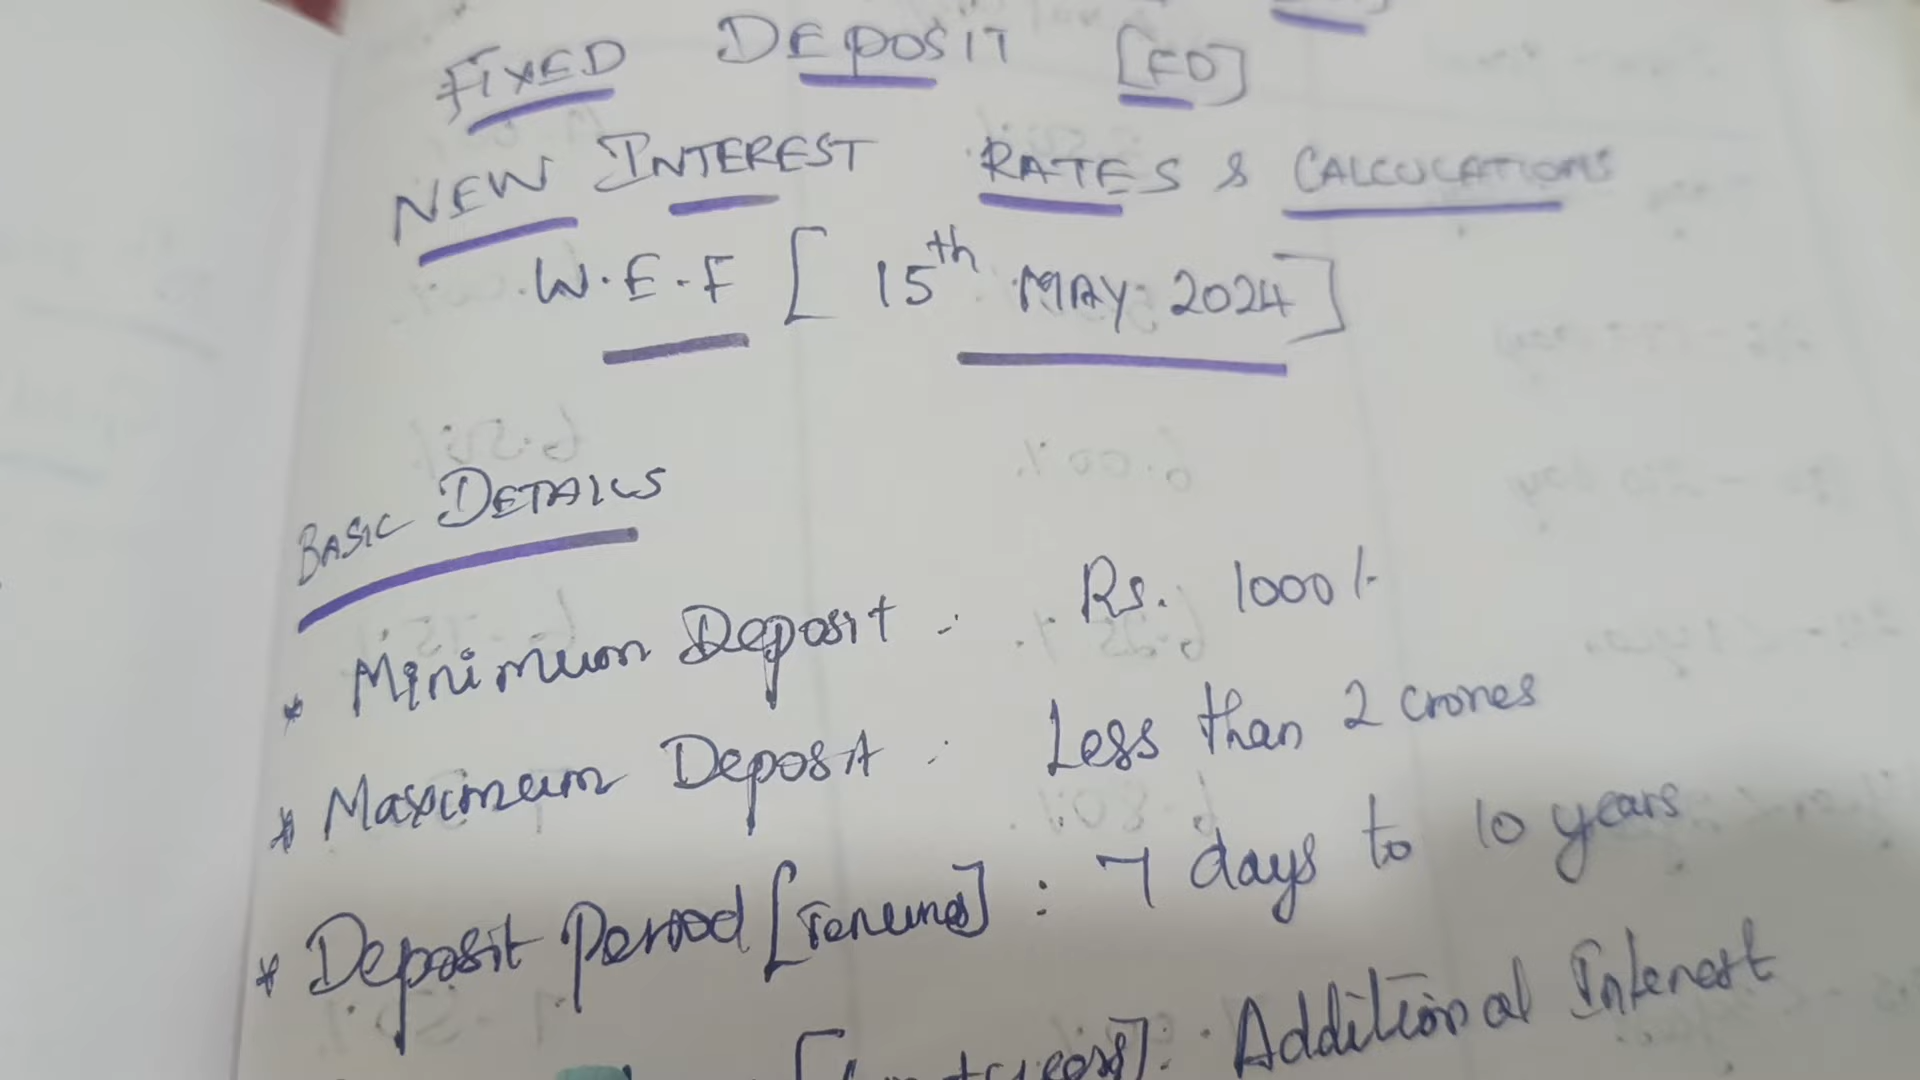 FIXED DEPOSIT [FD]
NEW INTEREST RATES & CALCULATIONS
W.E.F [15th MAY 2024]
BASIC DETAILS
* Minimum Deposit : Rs. 1000/-
* Maximum Deposit : Less than 2 crores
* Deposit Period [Tenure] : 7 days to 10 years
: Additional Interest